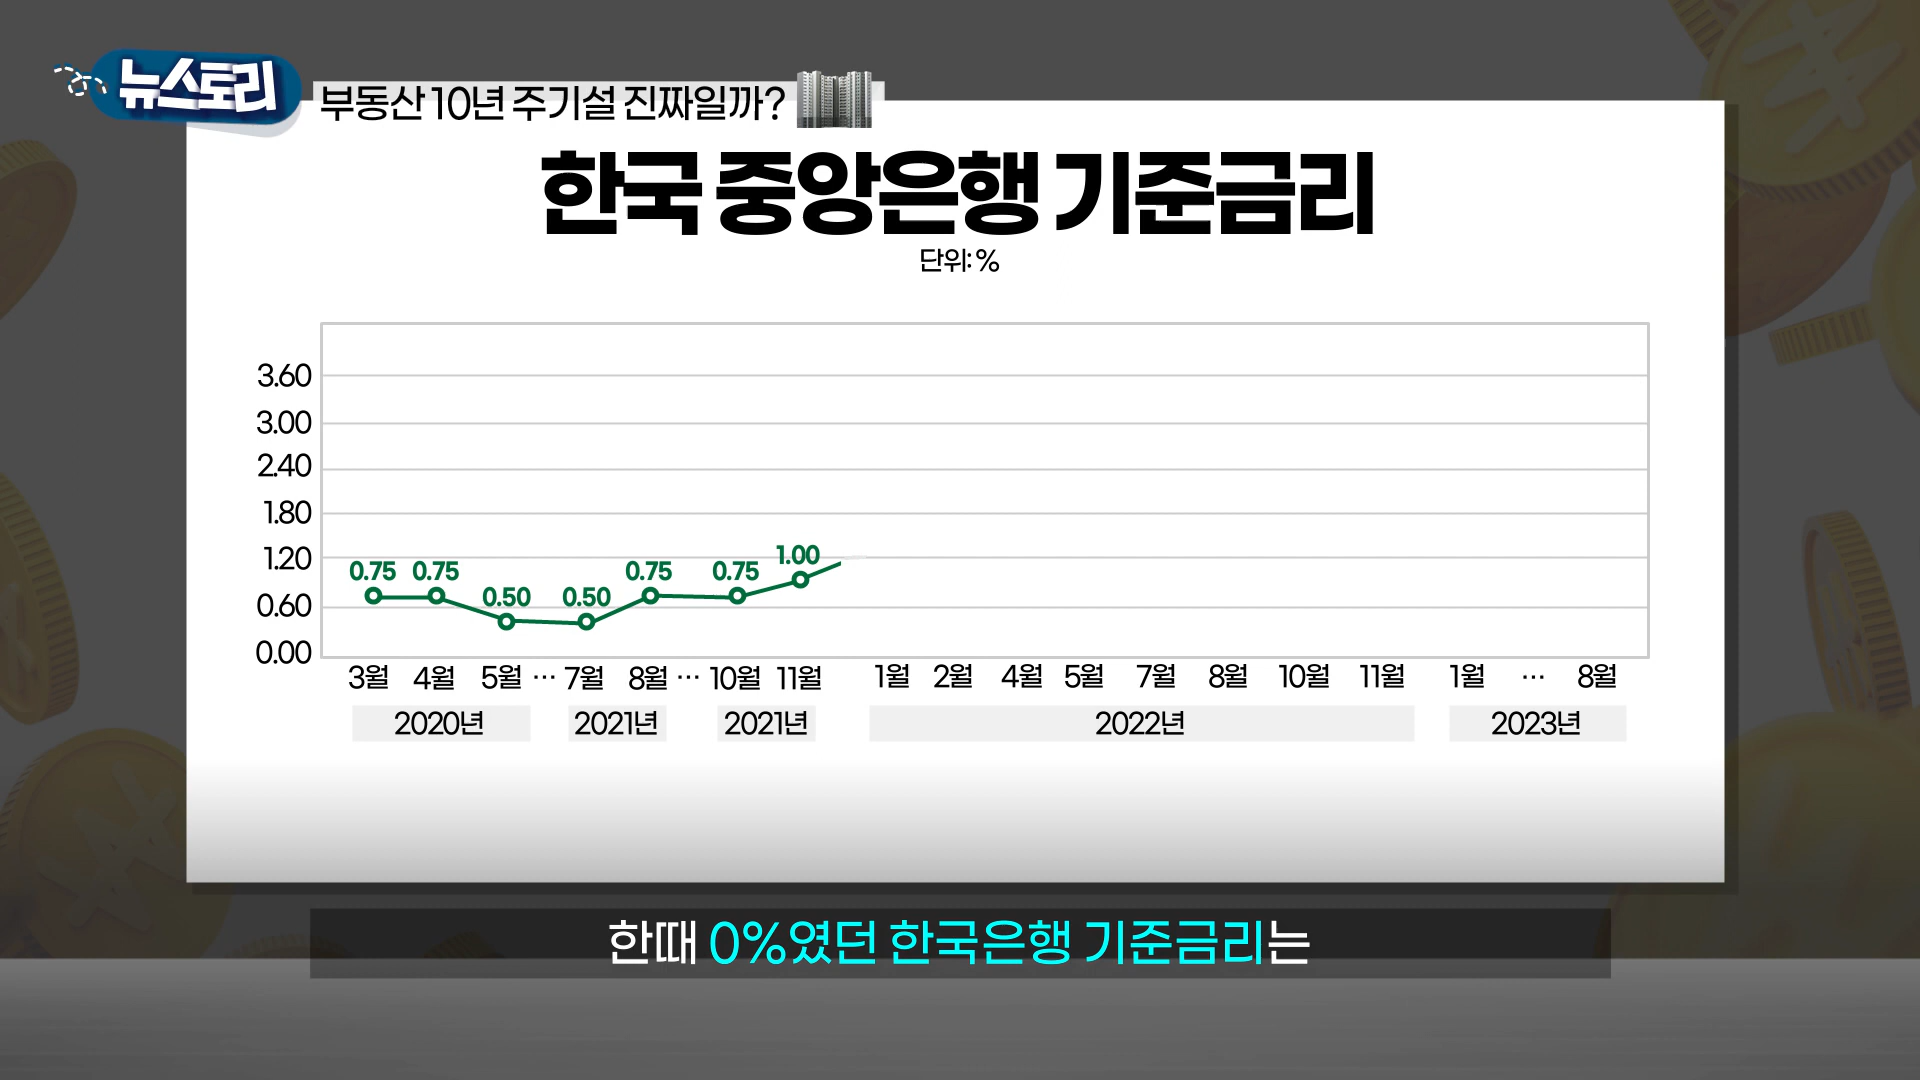 뉴스토리
부동산 10년 주기설 진짜일까?
한국 중앙은행 기준금리
단위: %
3.60
3.00
2.40
1.80
1.20
0.60
0.00
0.75 0.75 0.50 0.50 0.75 0.75 1.00
3월 4월 5월 ... 7월 8월 ... 10월 11월 1월 2월 4월 5월 7월 8월 10월 11월 1월 ... 8월
2020년 2021년 2021년 2022년 2023년
한때 0%였던 한국은행 기준금리는